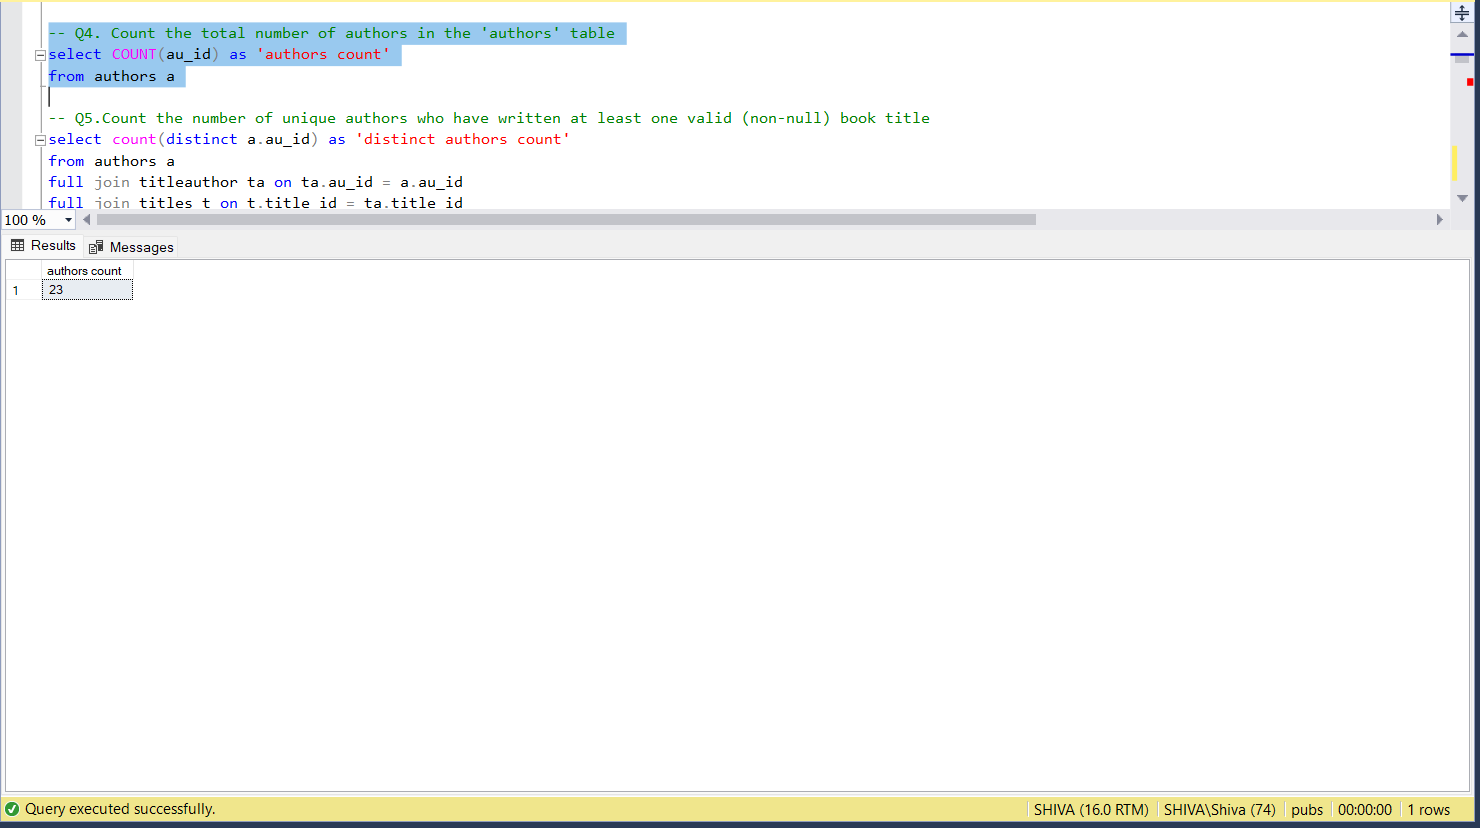 -- Q4. Count the total number of authors in the 'authors' table
select COUNT(au_id) as 'authors count'
from authors a
-- Q5.Count the number of unique authors who have written at least one valid (non-null) book title
select count(distinct a.au_id) as 'distinct authors count'
from authors a
full join titleauthor ta on ta.au_id = a.au_id
full join titles t on t.title_id = ta.title_id
100 %
Results Messages
authors count
1 23
Query executed successfully. SHIVA (16.0 RTM) SHIVA\Shiva (74) pubs 00:00:00 1 rows